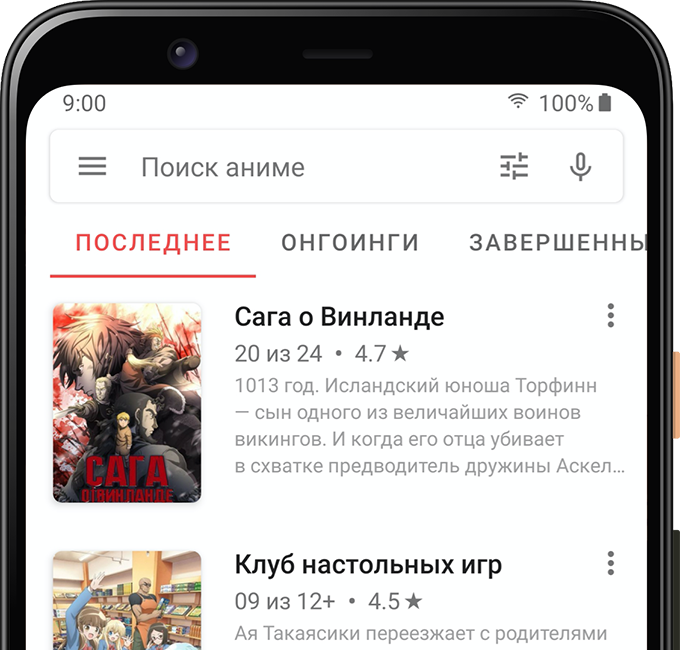 9:00
100%
Поиск аниме
ПОСЛЕДНЕЕ
ОНГОИНГИ
ЗАВЕРШЕННЫ
Сага о Винланде
20 из 24 • 4.7 ★
1013 год. Исландский юноша Торфинн
— сын одного из величайших воинов
викингов. И когда его отца убивает
в схватке предводитель дружины Аскел...
САГА
О ВИНЛАНДЕ
Клуб настольных игр
09 из 12+ • 4.5 ★
Ая Такаясики переезжает с родителями